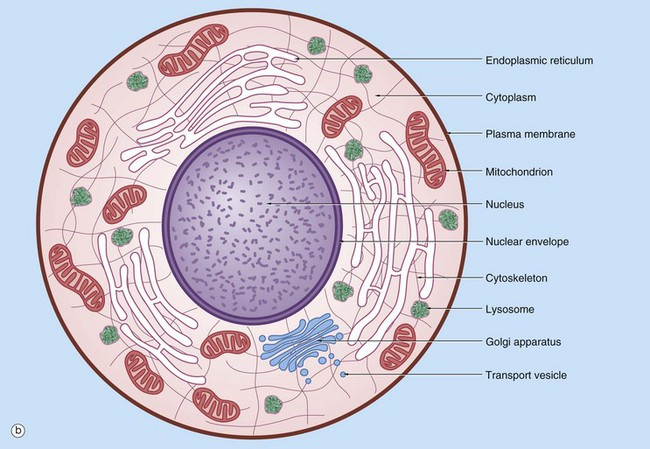 Endoplasmic reticulum
Cytoplasm
Plasma membrane
Mitochondrion
Nucleus
Nuclear envelope
Cytoskeleton
Lysosome
Golgi apparatus
Transport vesicle
b